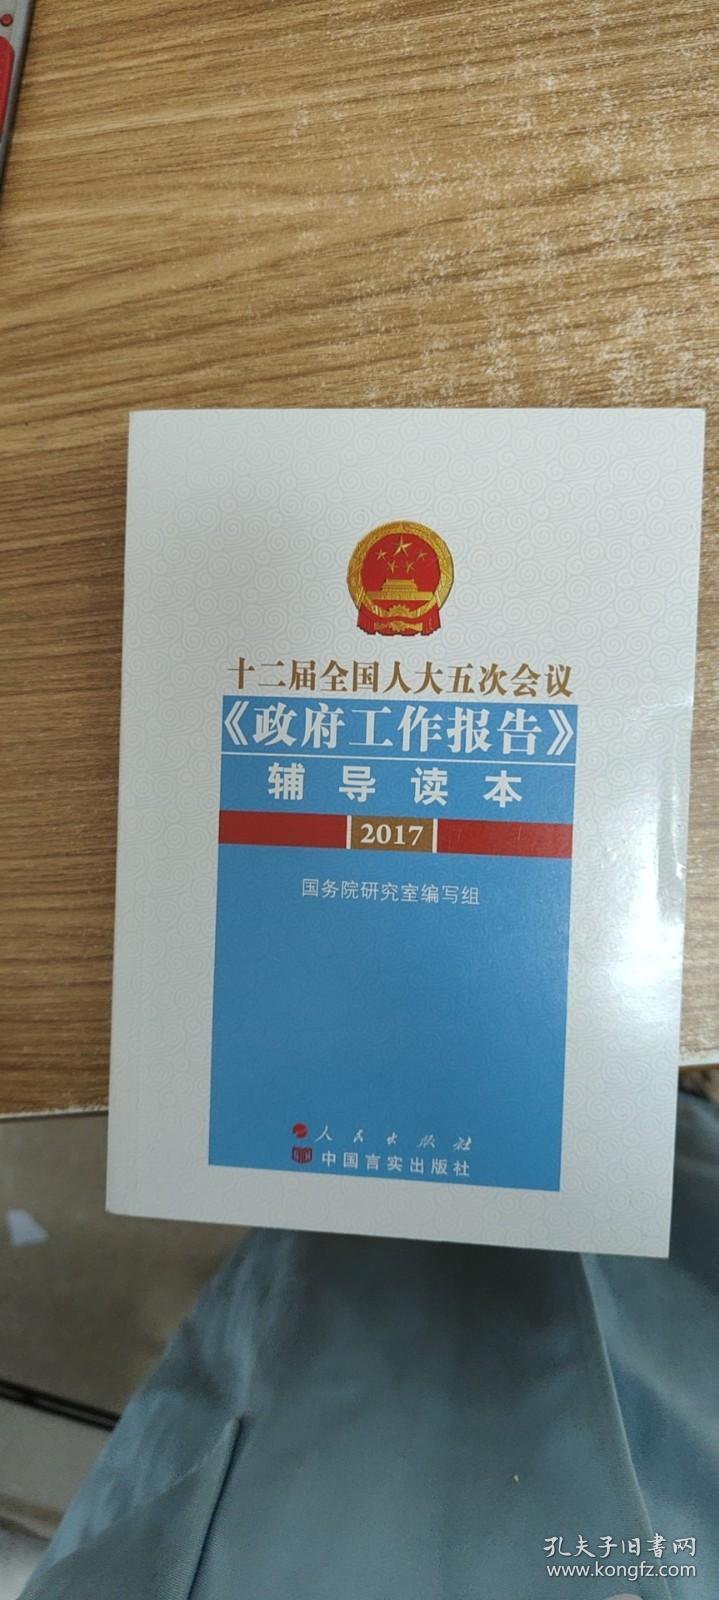 十二届全国人大五次会议
《政府工作报告》
辅导读本
2017
国务院研究室编写组
人民出版社
中国言实出版社
孔夫子旧書网
www.kongfz.com